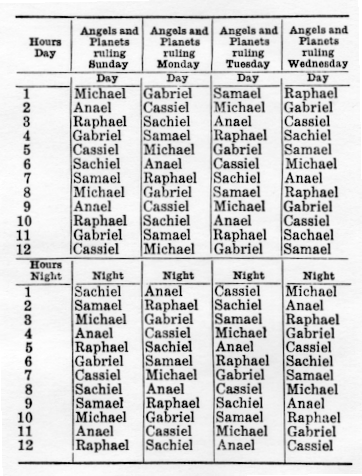 Hours Day | Angels and Planets ruling Sunday | Angels and Planets ruling Monday | Angels and Planets ruling Tuesday | Angels and Planets ruling Wednesday
Day | Day | Day | Day
1 Michael Gabriel Samael Raphael
2 Anael Cassiel Michael Gabriel
3 Raphael Sachiel Anael Cassiel
4 Gabriel Samael Raphael Sachiel
5 Cassiel Michael Gabriel Samael
6 Sachiel Anael Cassiel Michael
7 Samael Raphael Sachiel Anael
8 Michael Gabriel Samael Raphael
9 Anael Cassiel Michael Gabriel
10 Raphael Sachiel Anael Cassiel
11 Gabriel Samael Raphael Sachael
12 Cassiel Michael Gabriel Samael
Hours Night | Night | Night | Night | Night
1 Sachiel Anael Cassiel Michael
2 Samael Raphael Sachiel Anael
3 Michael Gabriel Samael Raphael
4 Anael Cassiel Michael Gabriel
5 Raphael Sachiel Anael Cassiel
6 Gabriel Samael Raphael Sachiel
7 Cassiel Michael Gabriel Samael
8 Sachiel Anael Cassiel Michael
9 Samael Raphael Sachiel Anael
10 Michael Gabriel Samael Raphael
11 Anael Cassiel Michael Gabriel
12 Raphael Sachiel Anael Cassiel